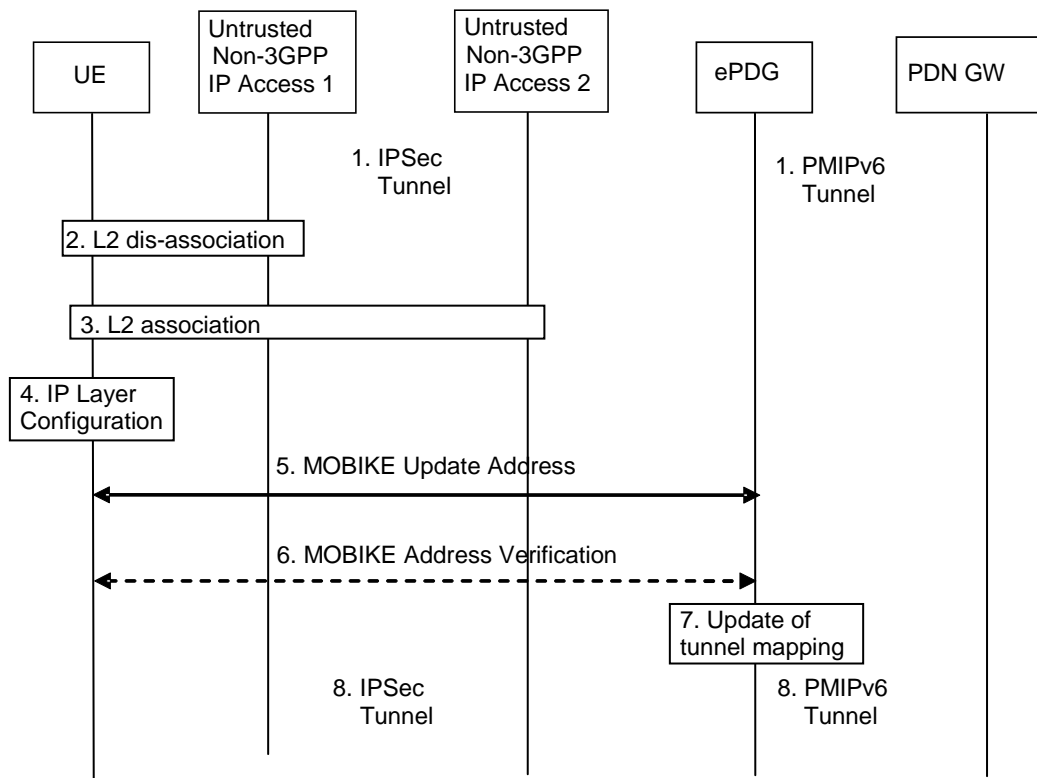 UE
Untrusted
Non-3GPP
IP Access 1
Untrusted
Non-3GPP
IP Access 2
ePDG
PDN GW
1. IPSec
Tunnel
1. PMIPv6
Tunnel
2. L2 dis-association
3. L2 association
4. IP Layer
Configuration
5. MOBIKE Update Address
6. MOBIKE Address Verification
7. Update of
tunnel mapping
8. IPSec
Tunnel
8. PMIPv6
Tunnel